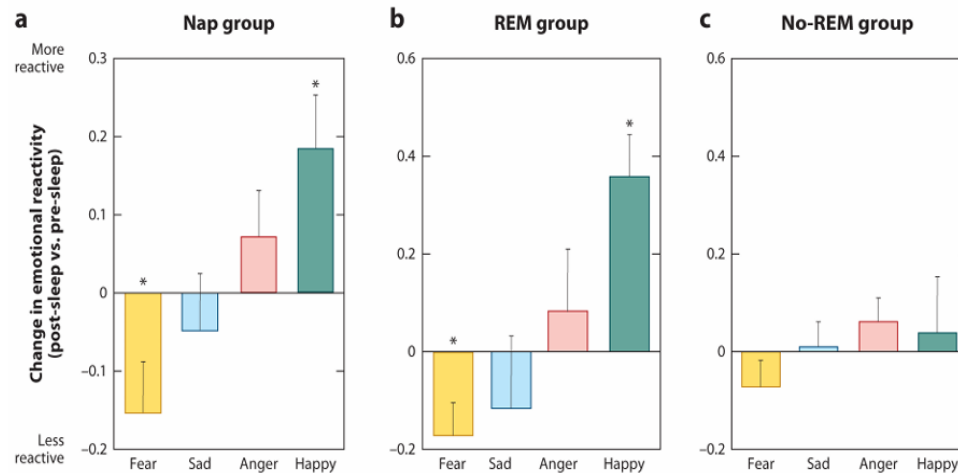 a
Nap group
b
REM group
c
No-REM group
More
reactive
Change in emotional reactivity
(post-sleep vs. pre-sleep)
Less
reactive
0.3
0.2
0.1
0
–0.1
–0.2
*
*
Fear Sad Anger Happy
0.6
0.4
0.2
0
–0.2
*
*
Fear Sad Anger Happy
0.6
0.4
0.2
0
–0.2
Fear Sad Anger Happy